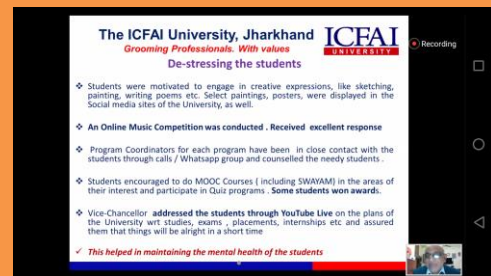 The ICFAI University, Jharkhand
Grooming Professionals. With values
ICFAI
UNIVERSITY
Recording
De-stressing the students
❖ Students were motivated to engage in creative expressions, like sketching,
painting, writing poems etc. Select paintings, posters, were displayed in the
Social media sites of the University, as well.
❖ An Online Music Competition was conducted . Received excellent response
❖ Program Coordinators for each program have been in close contact with the
students through calls / Whatsapp group and counselled the needy students .
❖ Students encouraged to do MOOC Courses ( including SWAYAM) in the areas of
their interest and participate in Quiz programs . Some students won awards.
❖ Vice-Chancellor addressed the students through YouTube Live on the plans of
the University wrt studies, exams , placements, internships etc and assured
them that things will be alright in a short time
✓ This helped in maintaining the mental health of the students